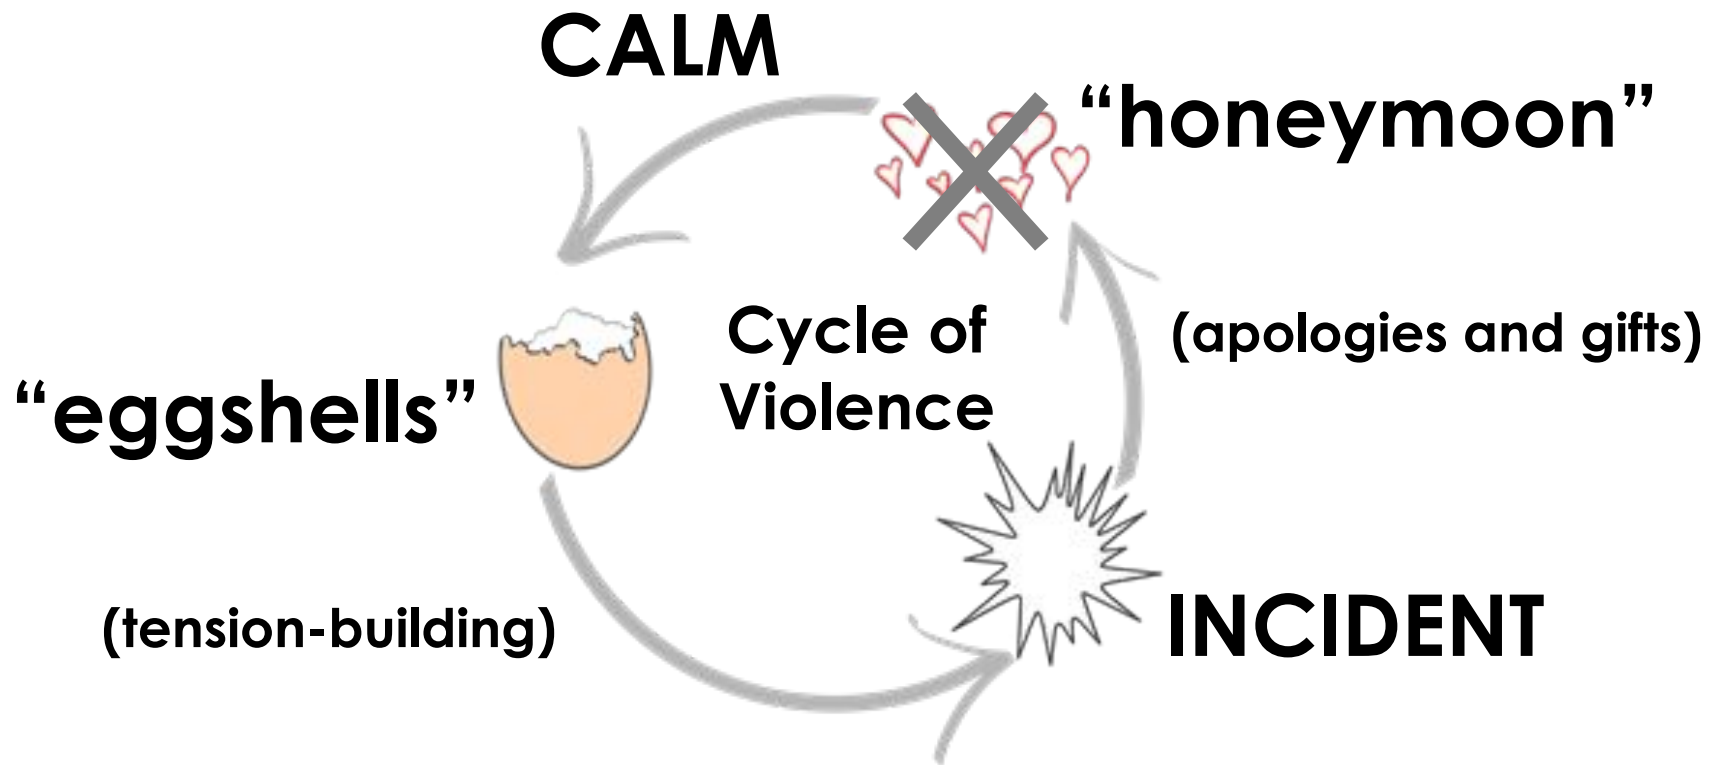 CALM
“honeymoon”
Cycle of
Violence
(apologies and gifts)
“eggshells”
(tension-building)
INCIDENT